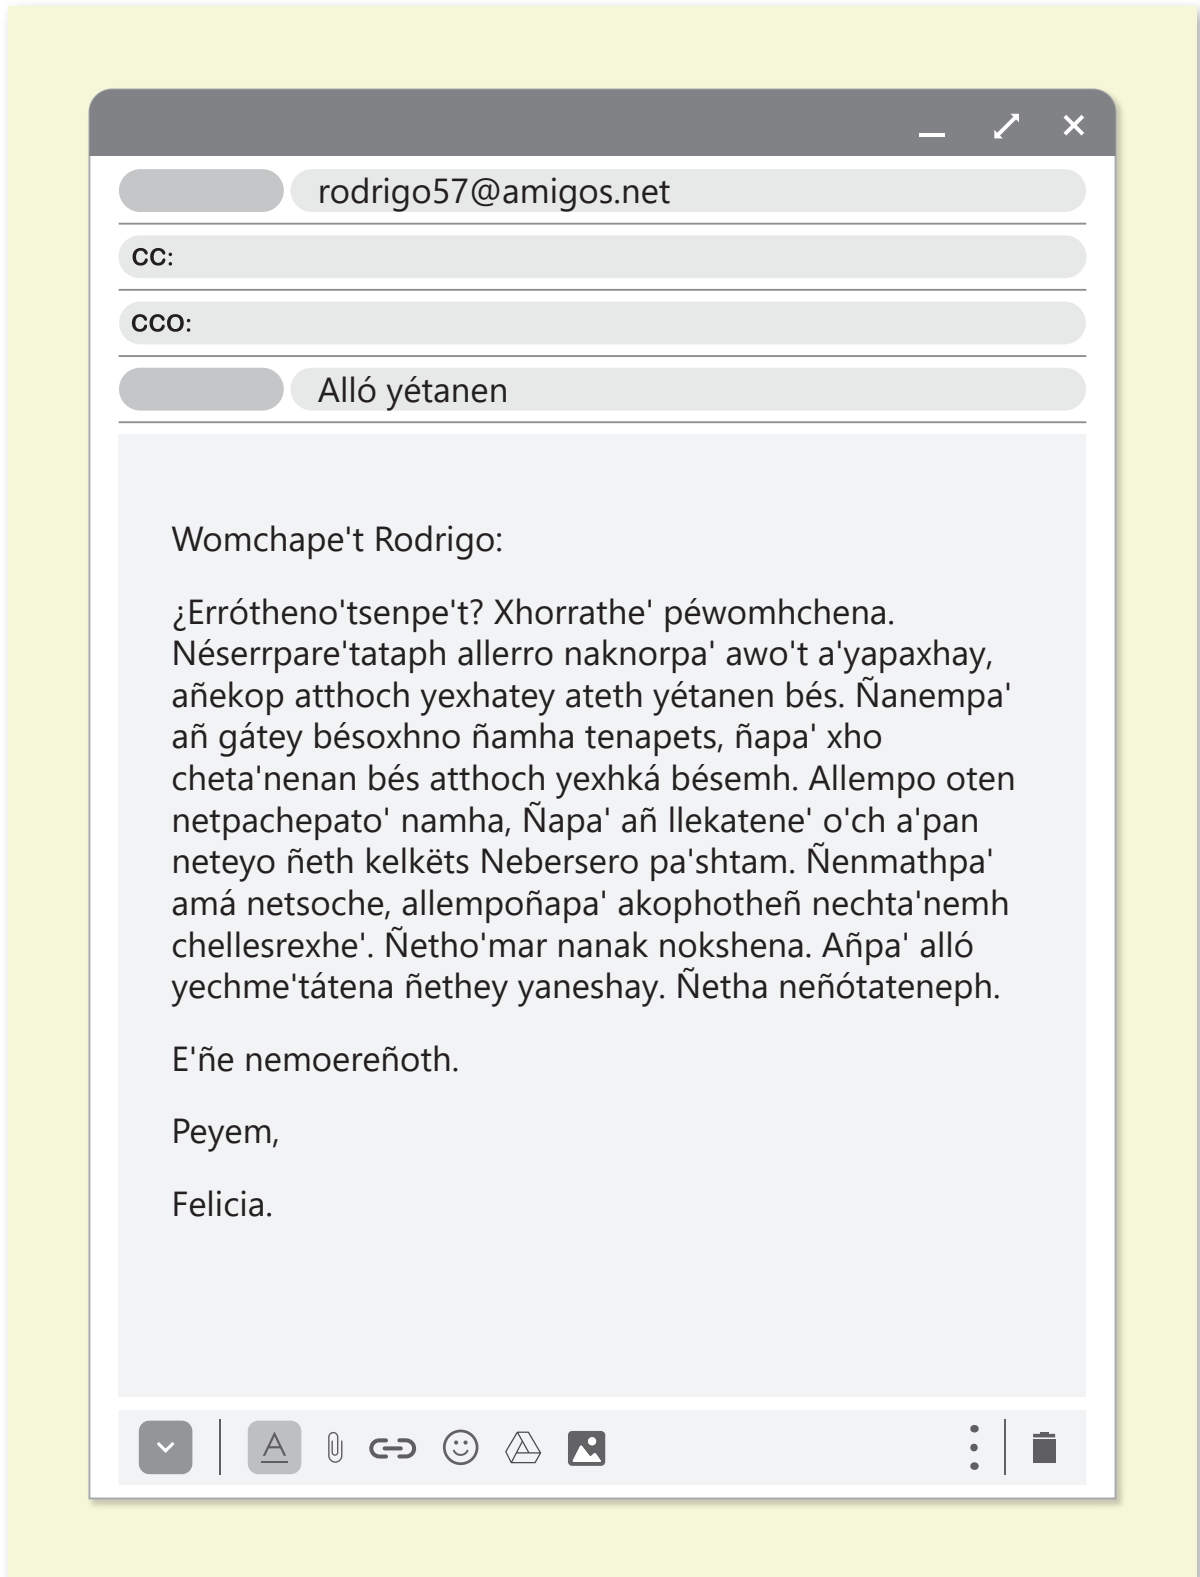 rodrigo57@amigos.net
CC:
CCO:
Alló yétanen
Womchape't Rodrigo:
¿Errótheno'tsenpe't? Xhorrathe' péwomhchena.
Néserrpare'tataph allerro naknorpa' awo't a'yapaxhay,
añekop atthoch yexhatey ateth yétanen bés. Ñanempa'
añ gátey bésoxhno ñamha tenapets, ñapa' xho
cheta'nenan bés atthoch yexhká bésemh. Allempo oten
netpachepato' namha, Ñapa' añ llekatene' o'ch a'pan
neteyo ñeth kelkëts Nebersero pa'shtam. Ñenmathpa'
amá netsoche, allempoñapa' akophotheñ nechta'nemh
chellesrexhe'. Ñetho'mar nanak nokshena. Añpa' alló
yechme'tátena ñethey yaneshay. Ñetha neñótateneph.
E'ñe nemoereñoth.
Peyem,
Felicia.